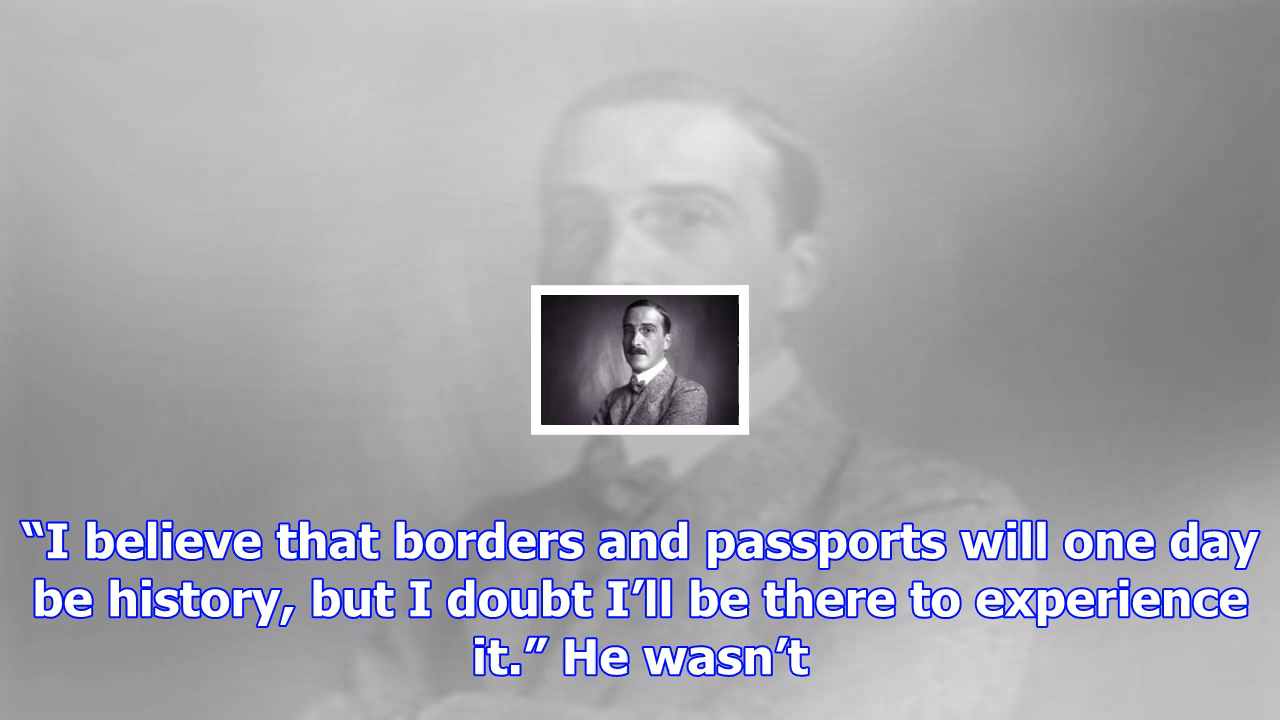 “I believe that borders and passports will one day
be history, but I doubt I’ll be there to experience
it.” He wasn’t